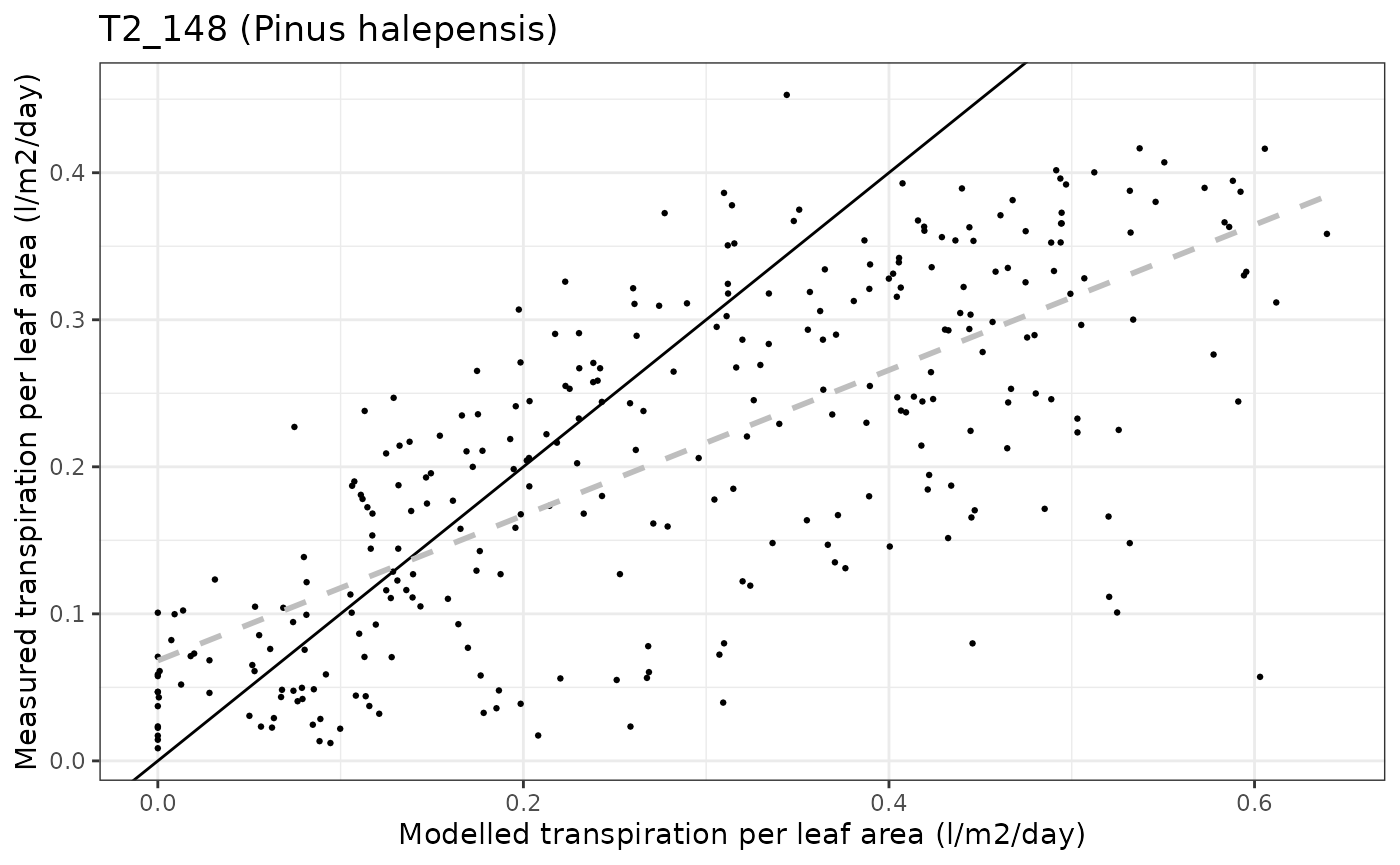 T2_148 (Pinus halepensis)
Measured transpiration per leaf area (l/m2/day)
0.4
0.3
0.2
0.1
0.0
0.0 0.2 0.4 0.6
Modelled transpiration per leaf area (l/m2/day)